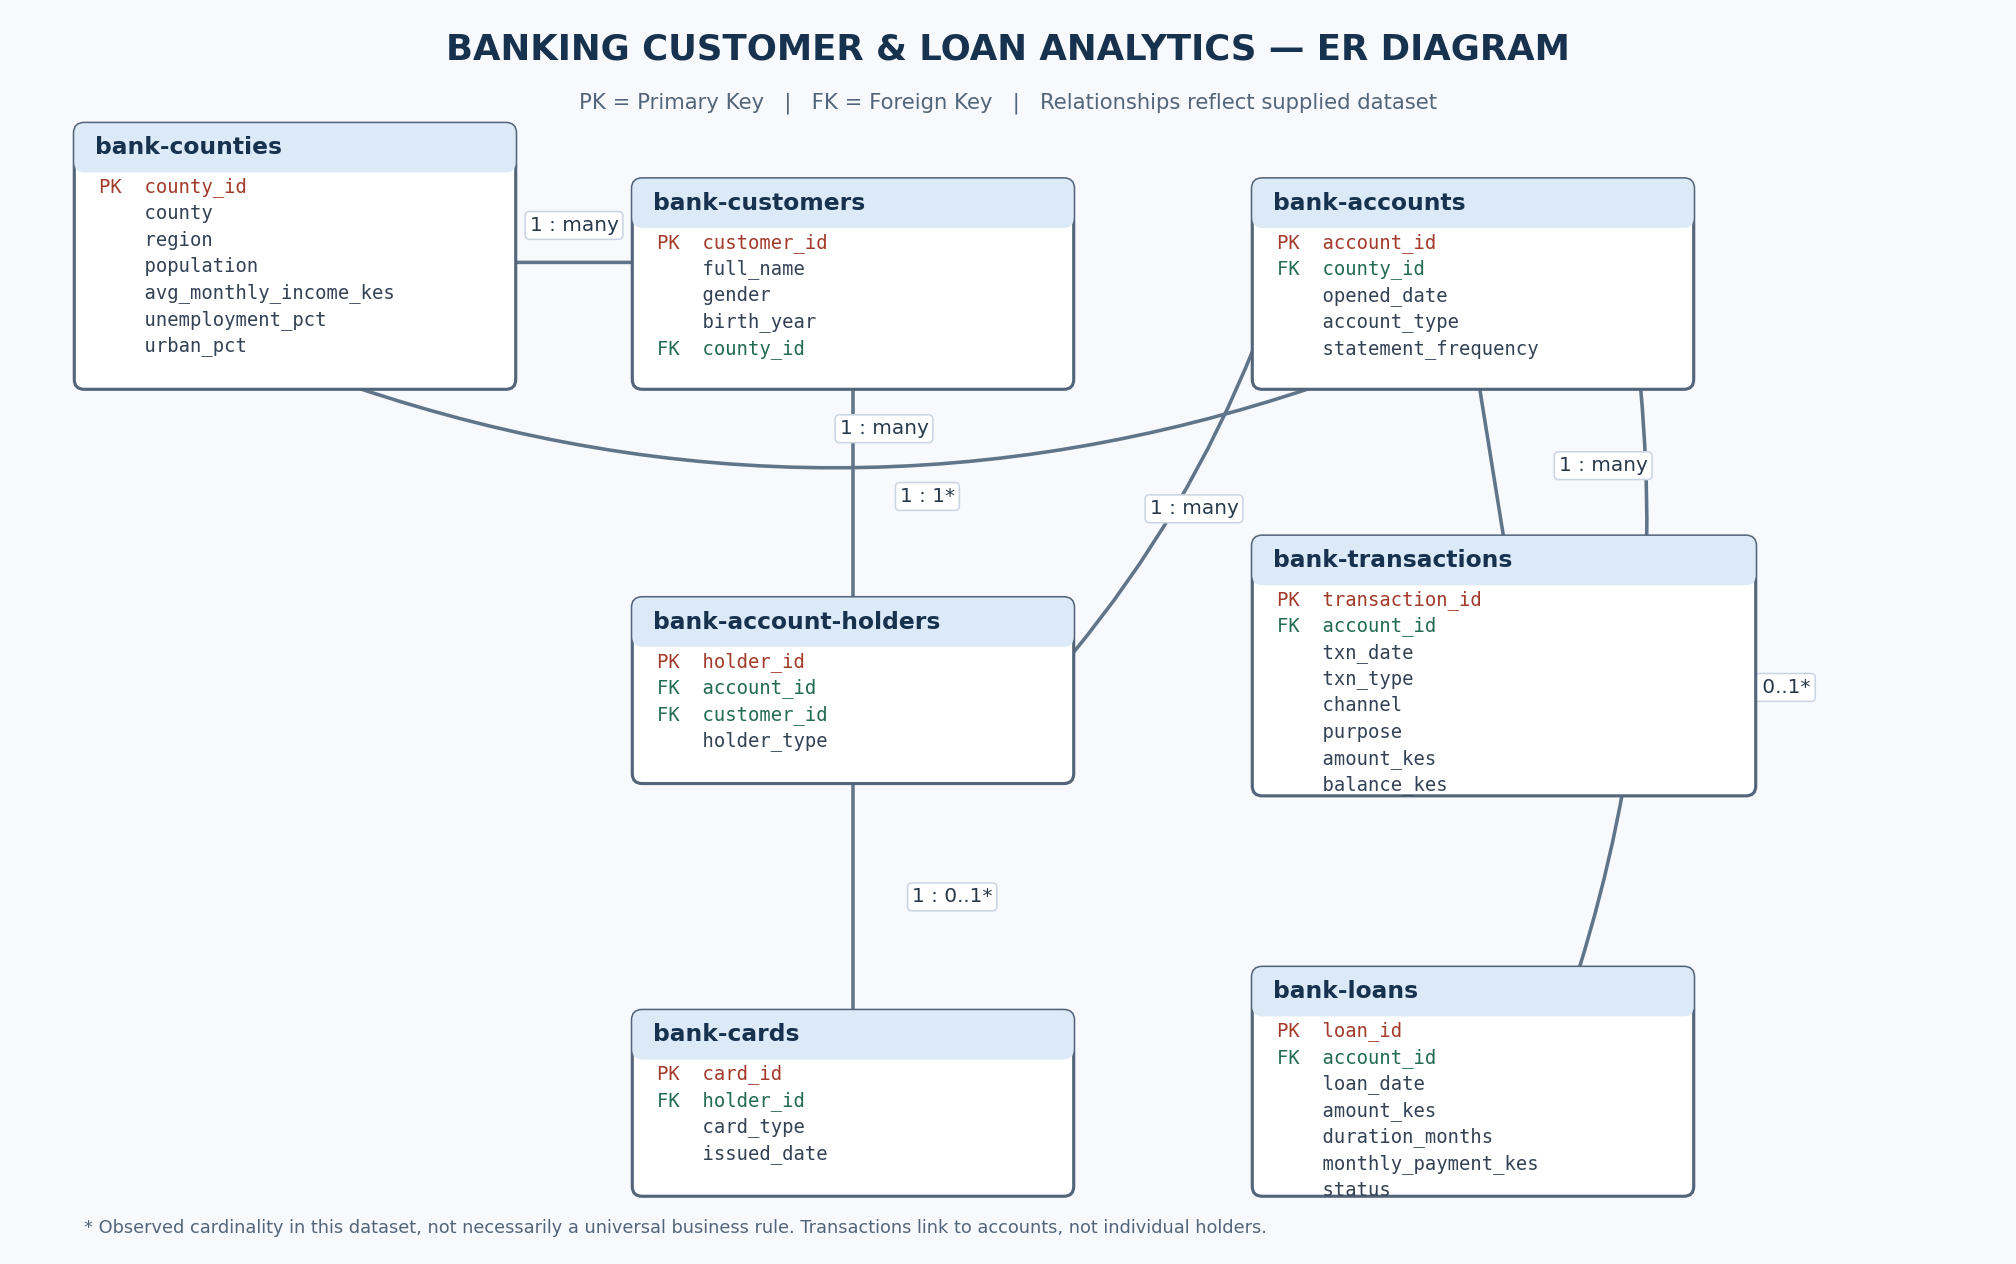 BANKING CUSTOMER & LOAN ANALYTICS — ER DIAGRAM
PK = Primary Key | FK = Foreign Key | Relationships reflect supplied dataset
bank-counties
PK county_id
county
region
population
avg_monthly_income_kes
unemployment_pct
urban_pct
1 : many
bank-customers
PK customer_id
full_name
gender
birth_year
FK county_id
bank-accounts
PK account_id
FK county_id
opened_date
account_type
statement_frequency
1 : many
1 : 1*
1 : many
1 : many
bank-account-holders
PK holder_id
FK account_id
FK customer_id
holder_type
bank-transactions
PK transaction_id
FK account_id
txn_date
txn_type
channel
purpose
amount_kes
balance_kes
0..1*
1 : 0..1*
bank-cards
PK card_id
FK holder_id
card_type
issued_date
bank-loans
PK loan_id
FK account_id
loan_date
amount_kes
duration_months
monthly_payment_kes
status
* Observed cardinality in this dataset, not necessarily a universal business rule. Transactions link to accounts, not individual holders.